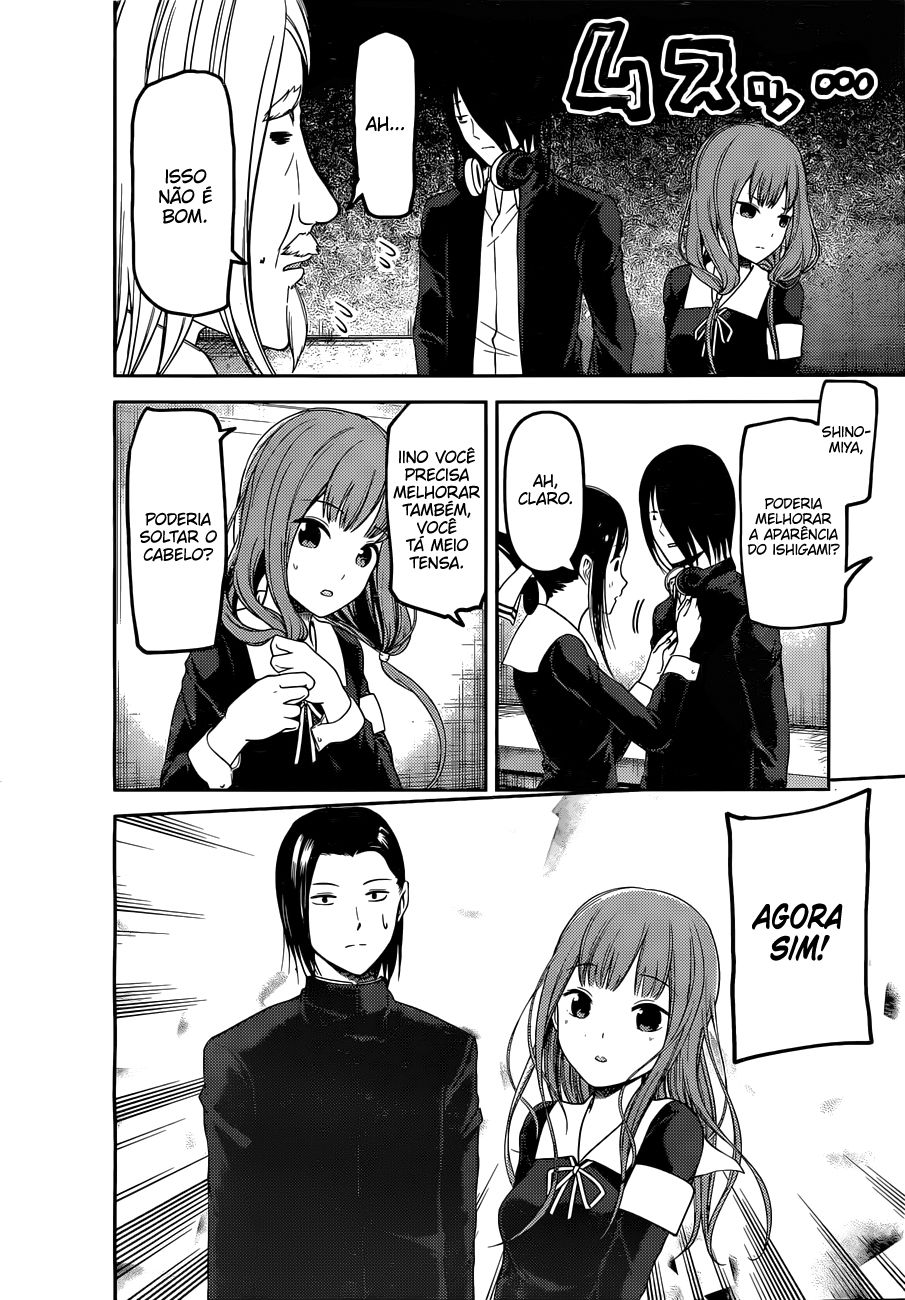 ムスッ…
AH...
ISSO
NÃO É
BOM.
SHINO-
MIYA,
PODERIA
MELHORAR
A APARÊNCIA
DO ISHIGAMI?
AH,
CLARO.
IINO VOCÊ
PRECISA
MELHORAR
TAMBÉM,
VOCÊ
TÁ MEIO
TENSA.
PODERIA
SOLTAR O
CABELO?
AGORA
SIM!